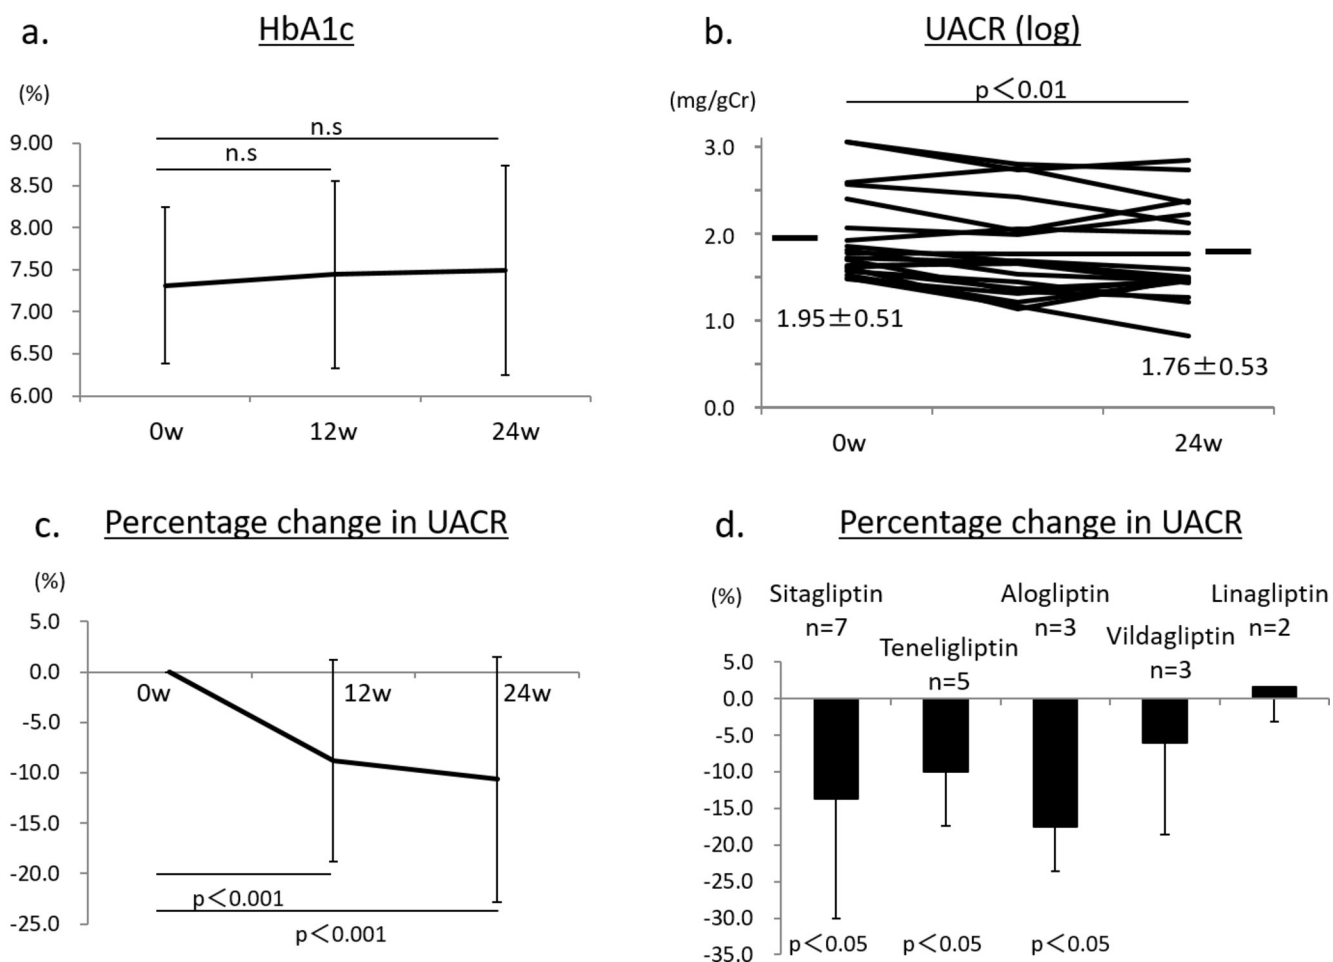 a.
HbA1c
(%)
n.s
n.s
9.00
8.50
8.00
7.50
7.00
6.50
6.00
0w
12w
24w
b.
UACR (log)
(mg/gCr)
p<0.01
3.0
2.0
1.0
0.0
1.95±0.51
1.76±0.53
0w
24w
c.
Percentage change in UACR
(%)
5.0
0.0
-5.0
-10.0
-15.0
-20.0
-25.0
0w
12w
24w
p<0.001
p<0.001
d.
Percentage change in UACR
(%)
Sitagliptin
n=7
Teneligliptin
n=5
Alogliptin
n=3
Vildagliptin
n=3
Linagliptin
n=2
5.0
0.0
-5.0
-10.0
-15.0
-20.0
-25.0
-30.0
-35.0
p<0.05
p<0.05
p<0.05